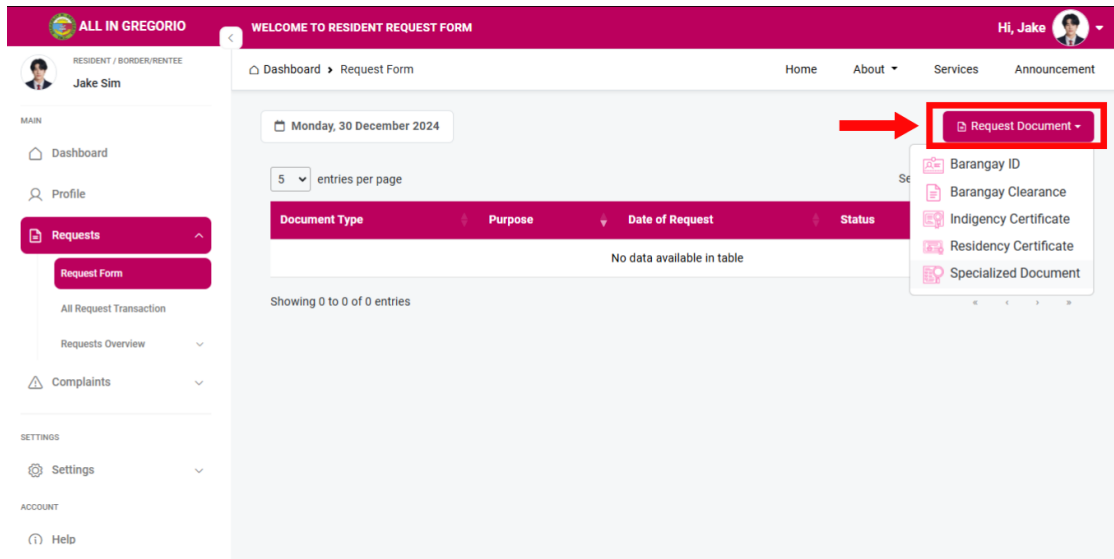 ALL IN GREGORIO
WELCOME TO RESIDENT REQUEST FORM
Hi, Jake
RESIDENT / BORDER/RENTEE
Jake Sim
Dashboard > Request Form
Home About Services Announcement
MAIN
Dashboard
Profile
Requests
Request Form
All Request Transaction
Requests Overview
Complaints
SETTINGS
Settings
ACCOUNT
Help
Monday, 30 December 2024
Request Document
Barangay ID
Barangay Clearance
Indigency Certificate
Residency Certificate
Specialized Document
5 entries per page
Se
Document Type Purpose Date of Request Status
No data available in table
Showing 0 to 0 of 0 entries
« ‹ › »